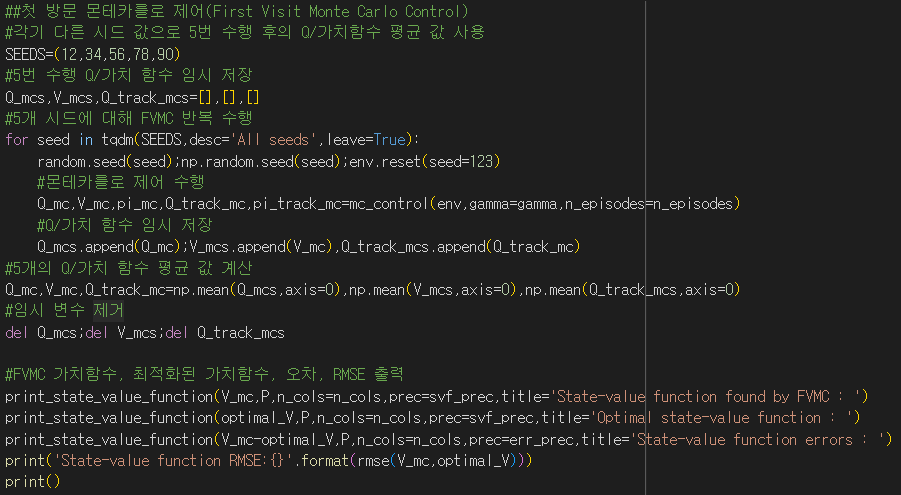 ##첫 방문 몬테카를로 제어(First Visit Monte Carlo Control)
#각기 다른 시드 값으로 5번 수행 후의 Q/가치함수 평균 값 사용
SEEDS=(12,34,56,78,90)
#5번 수행 Q/가치 함수 임시 저장
Q_mcs,V_mcs,Q_track_mcs=[],[],[]
#5개 시드에 대해 FVMC 반복 수행
for seed in tqdm(SEEDS,desc='All seeds',leave=True):
    random.seed(seed);np.random.seed(seed);env.reset(seed=123)
    #몬테카를로 제어 수행
    Q_mc,V_mc,pi_mc,Q_track_mc,pi_track_mc=mc_control(env,gamma=gamma,n_episodes=n_episodes)
    #Q/가치 함수 임시 저장
    Q_mcs.append(Q_mc);V_mcs.append(V_mc),Q_track_mcs.append(Q_track_mc)
#5개의 Q/가치 함수 평균 값 계산
Q_mc,V_mc,Q_track_mc=np.mean(Q_mcs,axis=0),np.mean(V_mcs,axis=0),np.mean(Q_track_mcs,axis=0)
#임시 변수 제거
del Q_mcs;del V_mcs;del Q_track_mcs
#FVMC 가치함수, 최적화된 가치함수, 오차, RMSE 출력
print_state_value_function(V_mc,P,n_cols=n_cols,prec=svf_prec,title='State-value function found by FVMC : ')
print_state_value_function(optimal_V,P,n_cols=n_cols,prec=svf_prec,title='Optimal state-value function : ')
print_state_value_function(V_mc-optimal_V,P,n_cols=n_cols,prec=err_prec,title='State-value function errors : ')
print('State-value function RMSE:{}'.format(rmse(V_mc,optimal_V)))
print()